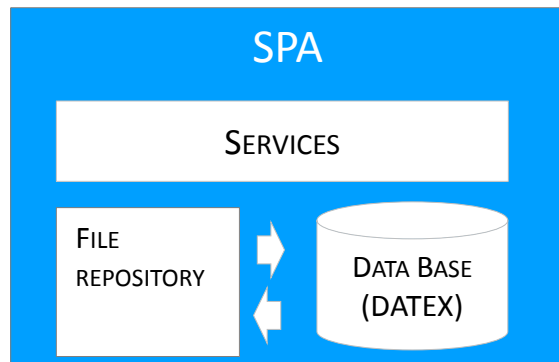 SPA
SERVICES
FILE
REPOSITORY
DATA BASE
(DATEX)